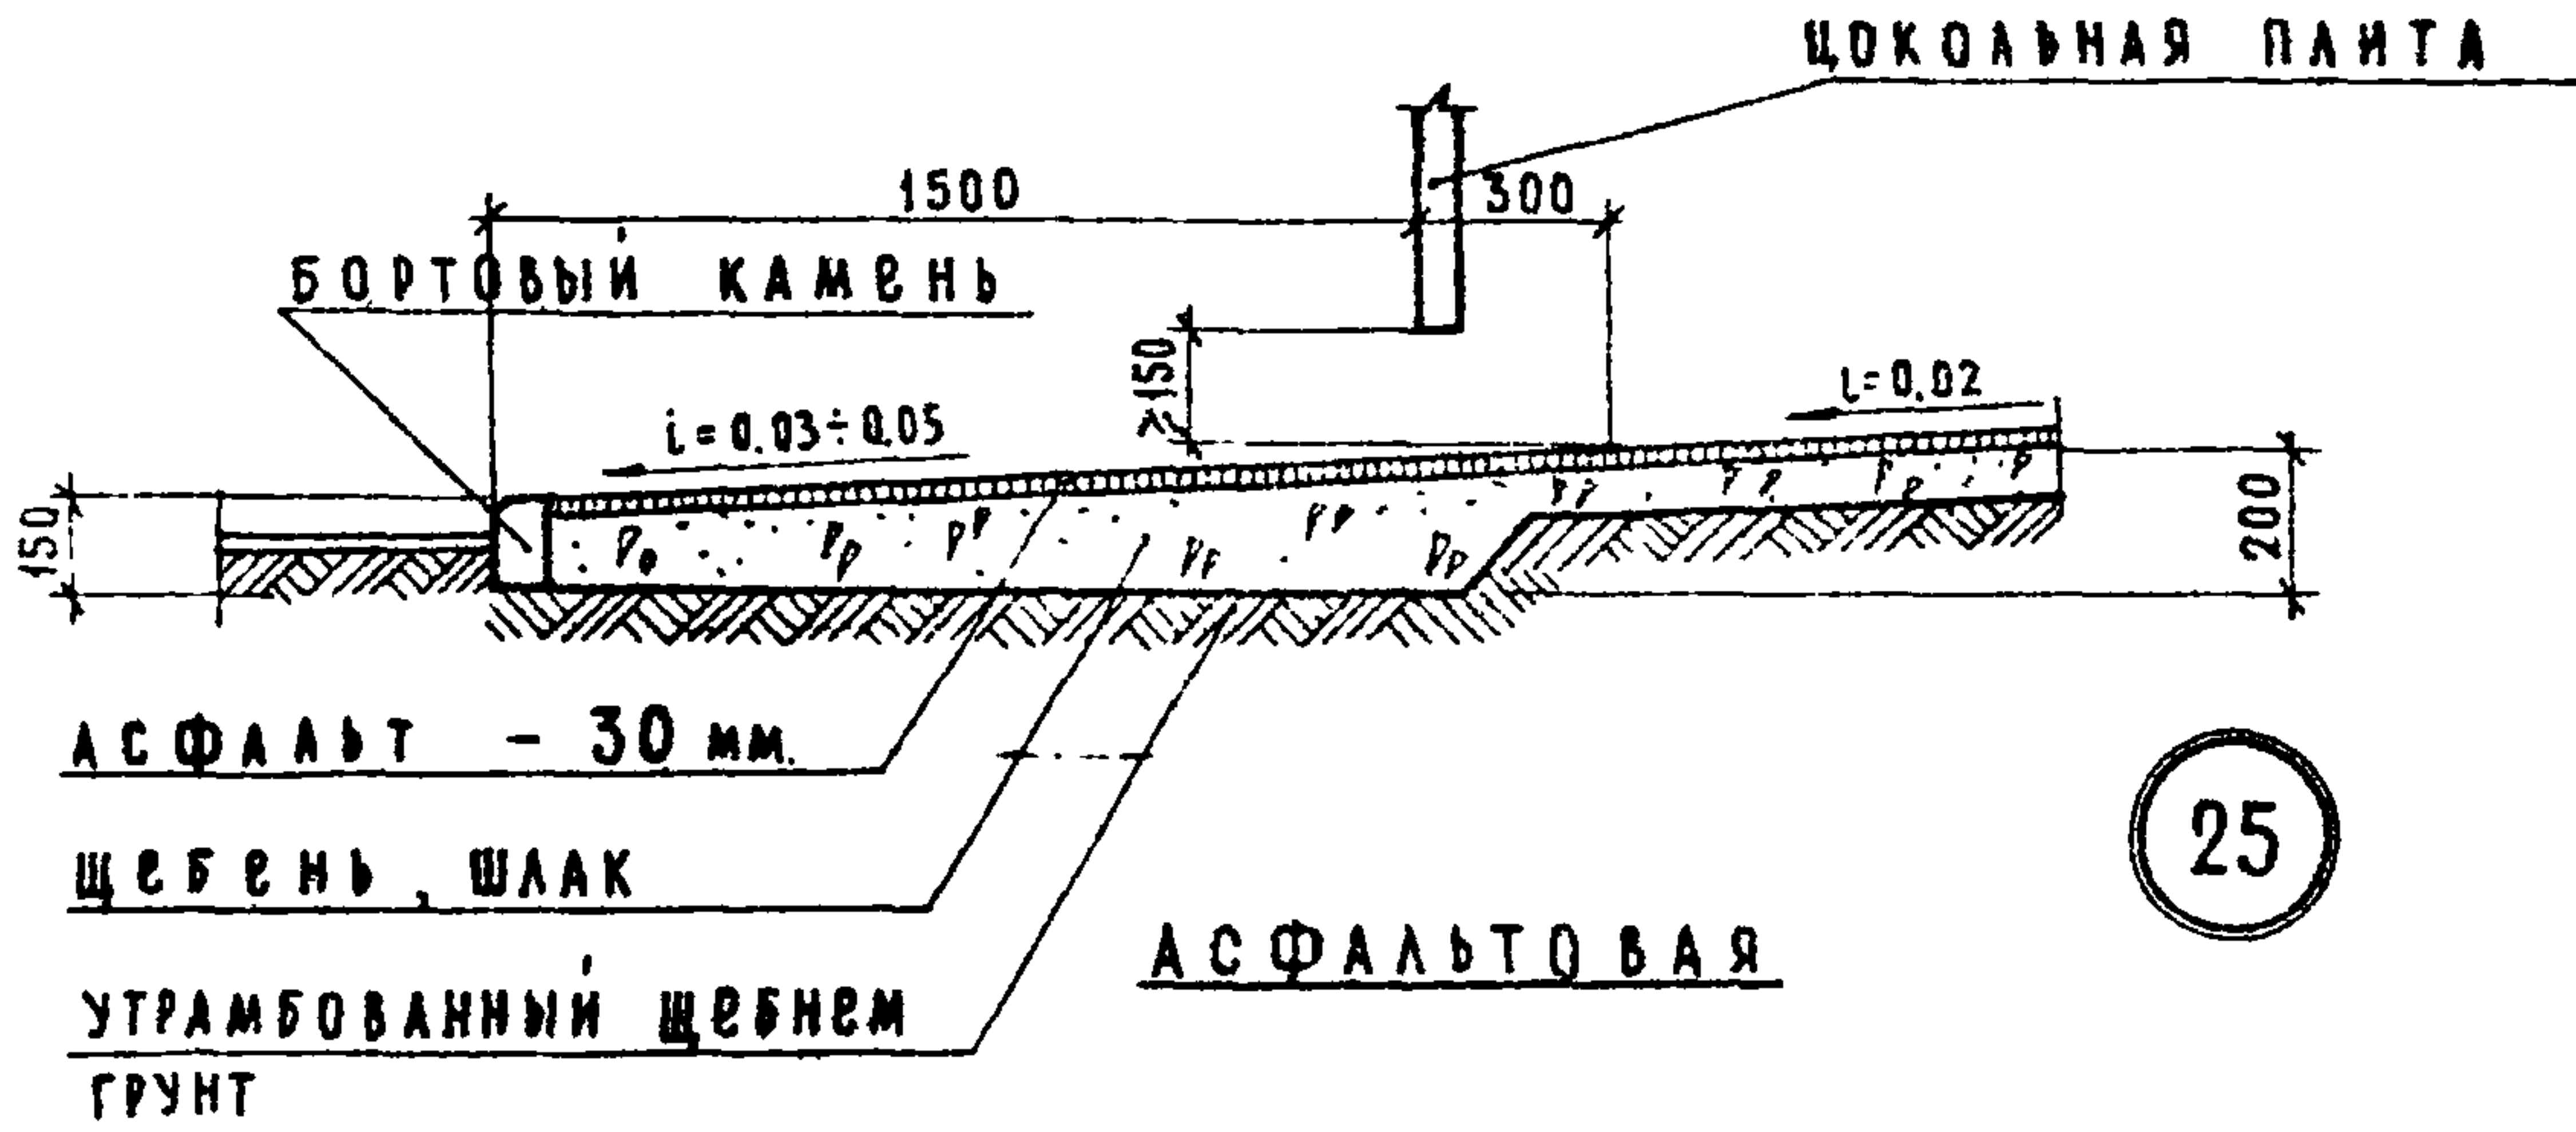 ЦОКОЛЬНАЯ ПЛИТА
1500
300
БОРТОВЫЙ КАМЕНЬ
≥150
i=0.02
i=0.03÷0.05
150
200
АСФАЛЬТ - 30 мм.
ЩЕБЕНЬ, ШЛАК
25
АСФАЛЬТОВАЯ
УТРАМБОВАННЫЙ ЩЕБНЕМ
ГРУНТ